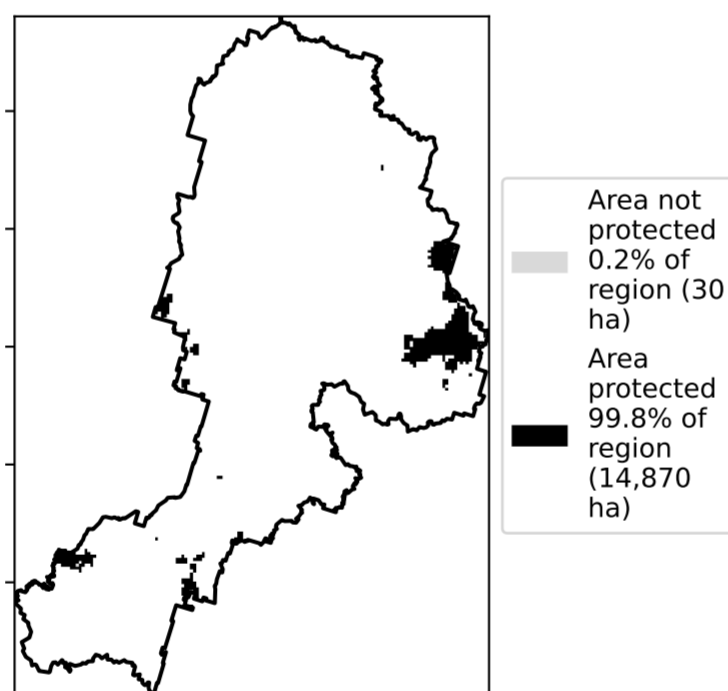 Area not
protected
0.2% of
region (30
ha)
Area
protected
99.8% of
region
(14,870
ha)